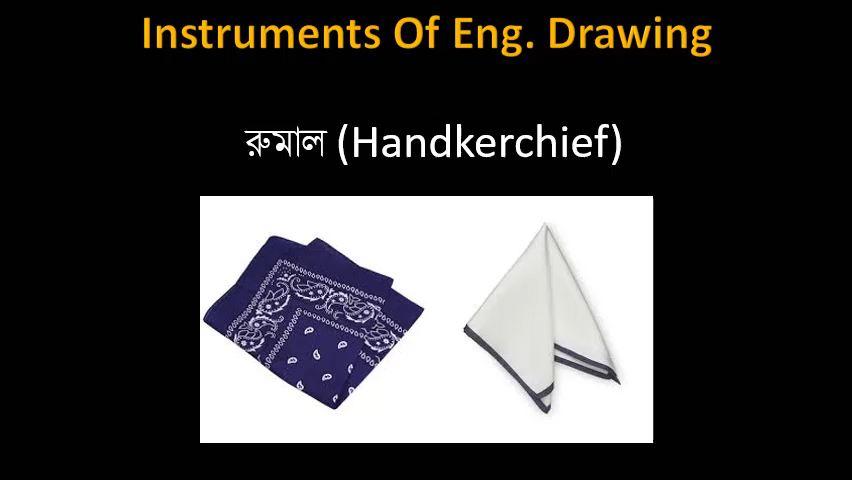 Instruments Of Eng. Drawing
রুমাল (Handkerchief)